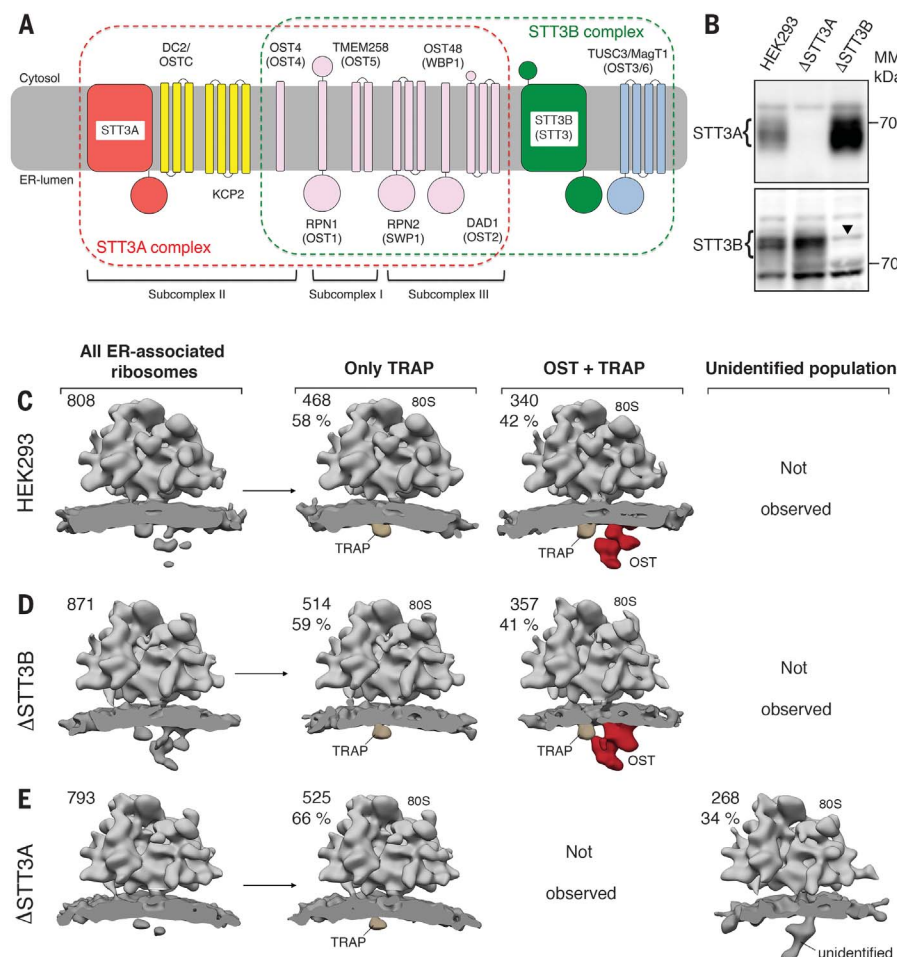 A
STT3B complex
DC2/
OSTC
OST4
(OST4)
TMEM258
(OST5)
OST48
(WBP1)
TUSC3/MagT1
(OST3/6)
Cytosol
STT3A
STT3B
(STT3)
ER-lumen
KCP2
RPN1
(OST1)
RPN2
(SWP1)
DAD1
(OST2)
STT3A complex
Subcomplex II
Subcomplex I
Subcomplex III
B
HEK293
ΔSTT3A
ΔSTT3B
STT3A
70
STT3B
70
All ER-associated
ribosomes
Only TRAP
OST + TRAP
Unidentified population
C
HEK293
808
468
58 %
80S
TRAP
340
42 %
80S
TRAP
OST
Not
observed
D
ΔSTT3B
871
514
59 %
80S
TRAP
357
41 %
80S
TRAP
OST
Not
observed
E
ΔSTT3A
793
525
66 %
80S
TRAP
Not
observed
268
34 %
80S
unidentified